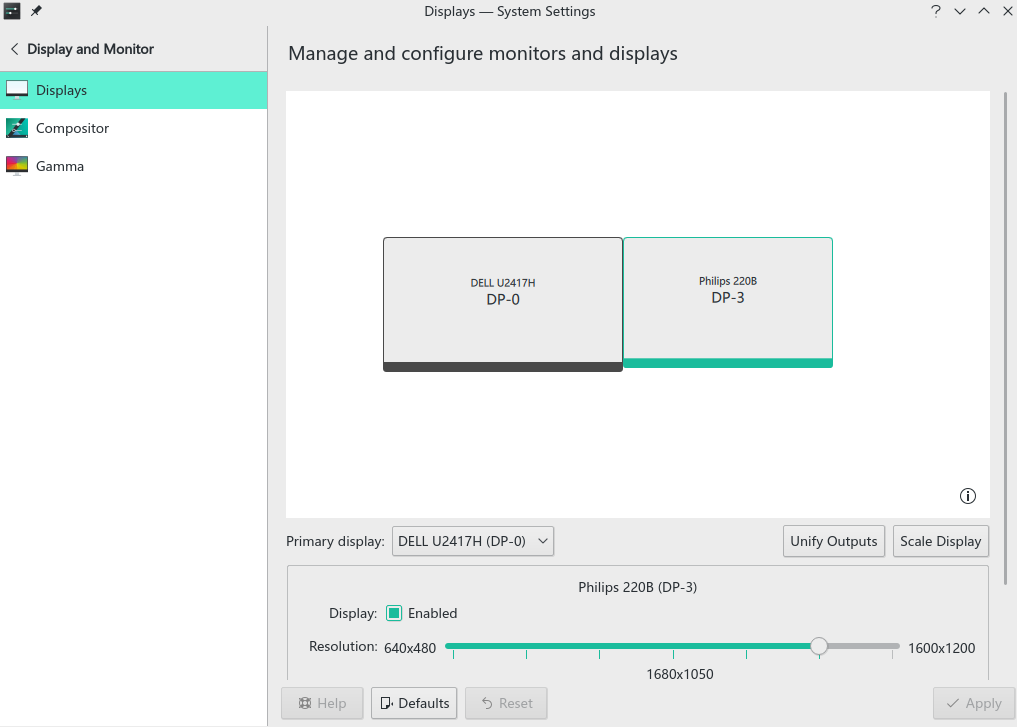 Displays — System Settings
Display and Monitor
Displays
Compositor
Gamma
Manage and configure monitors and displays
DELL U2417H
DP-0
Philips 220B
DP-3
Primary display: DELL U2417H (DP-0)
Unify Outputs
Scale Display
Philips 220B (DP-3)
Display: Enabled
Resolution: 640x480 1600x1200
1680x1050
Help
Defaults
Reset
Apply